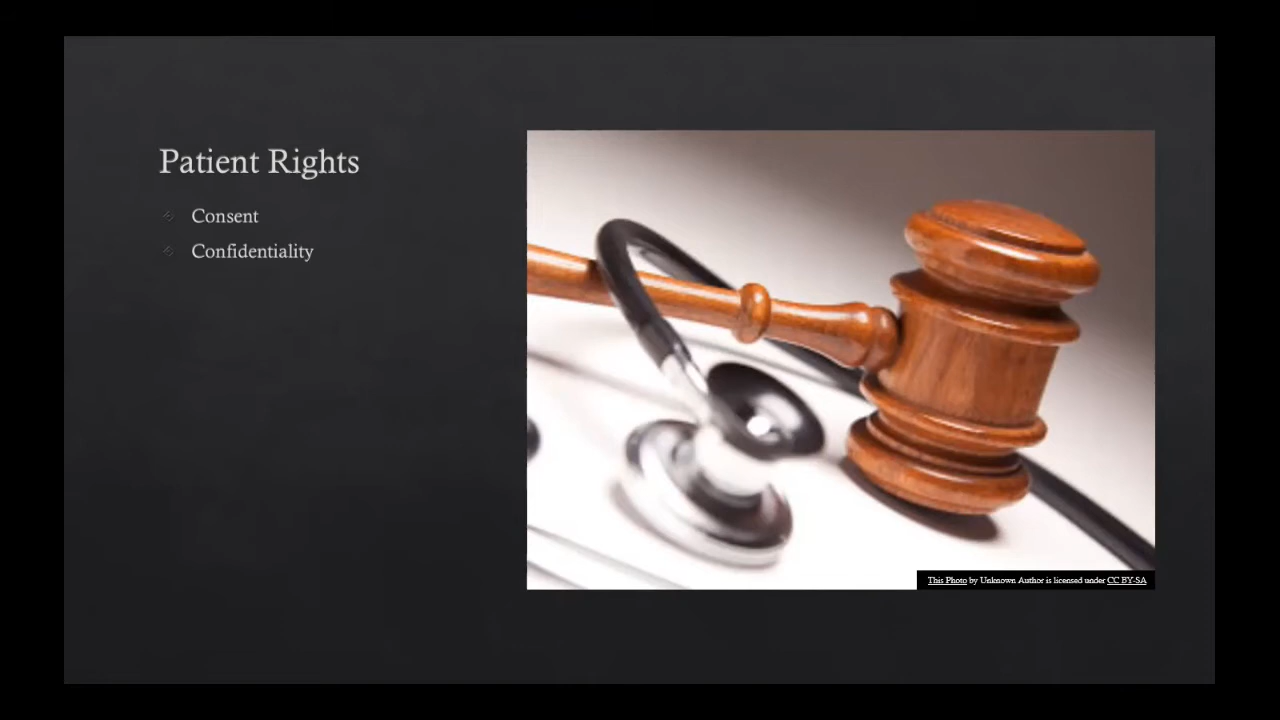 Patient Rights
Consent
Confidentiality
This Photo by Unknown Author is licensed under CC BY-SA